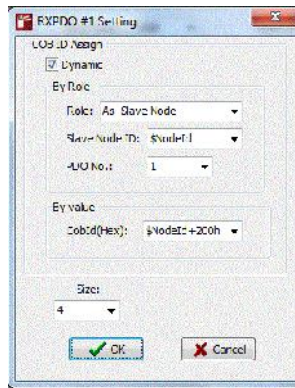 RXPDO #1 Setting
COB ID Assign
Dynamic
By Role
Role: As Slave Node
Slave Node ID: $NodeId
PDO No.: 1
By Value
CobId(Hex): $NodeId+200h
Size:
4
OK
Cancel